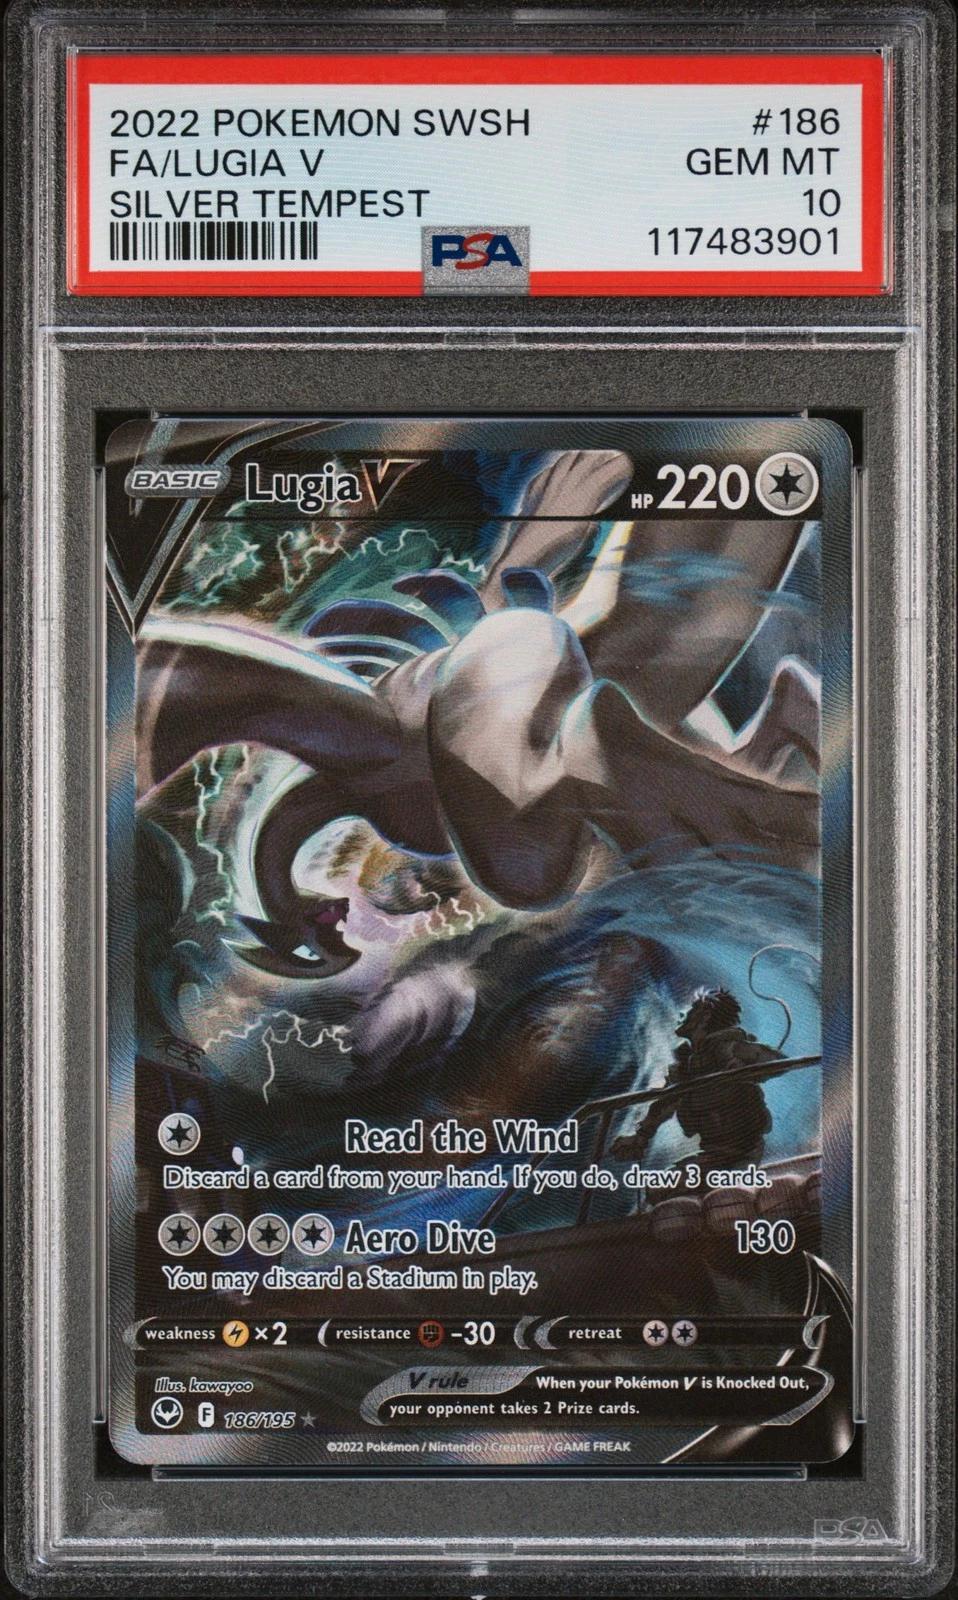 2022 POKEMON SWSH #186
FA/LUGIA V GEM MT
SILVER TEMPEST 10
PSA 117483901
BASIC Lugia V HP 220
Read the Wind
Discard a card from your hand. If you do, draw 3 cards.
Aero Dive 130
You may discard a Stadium in play.
weakness ×2 resistance -30 retreat
Illus. kawayoo
V rule When your Pokémon V is Knocked Out,
your opponent takes 2 Prize cards.
F 186/195
©2022 Pokémon / Nintendo / Creatures / GAME FREAK
PSA